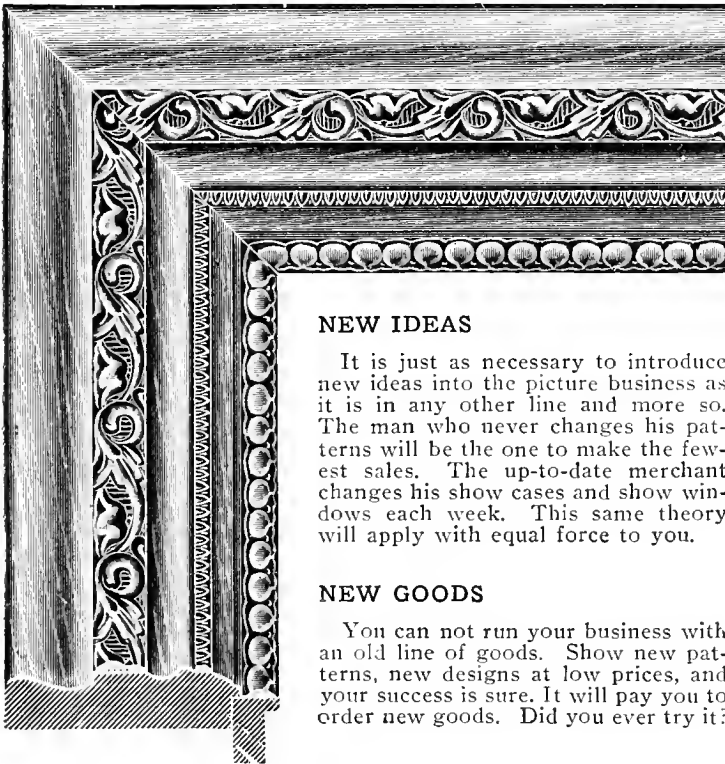 NEW IDEAS
It is just as necessary to introduce
new ideas into the picture business as
it is in any other line and more so.
The man who never changes his pat-
terns will be the one to make the few-
est sales. The up-to-date merchant
changes his show cases and show win-
dows each week. This same theory
will apply with equal force to you.
NEW GOODS
You can not run your business with
an old line of goods. Show new pat-
terns, new designs at low prices, and
your success is sure. It will pay you to
order new goods. Did you ever try it?